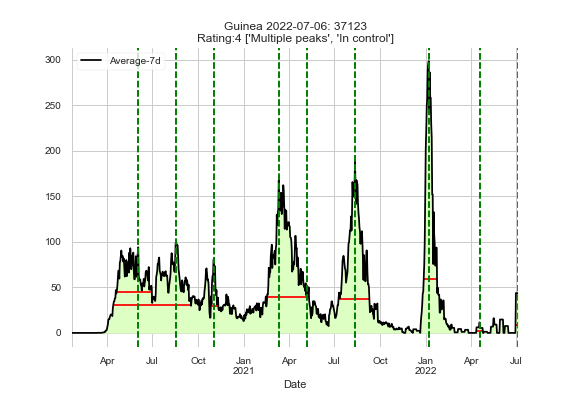 Guinea 2022-07-06: 37123
Rating:4 ['Multiple peaks', 'In control']
Average-7d
300
250
200
150
100
50
0
Apr Jul Oct Jan Apr Jul Oct Jan Apr Jul
2021 2022
Date